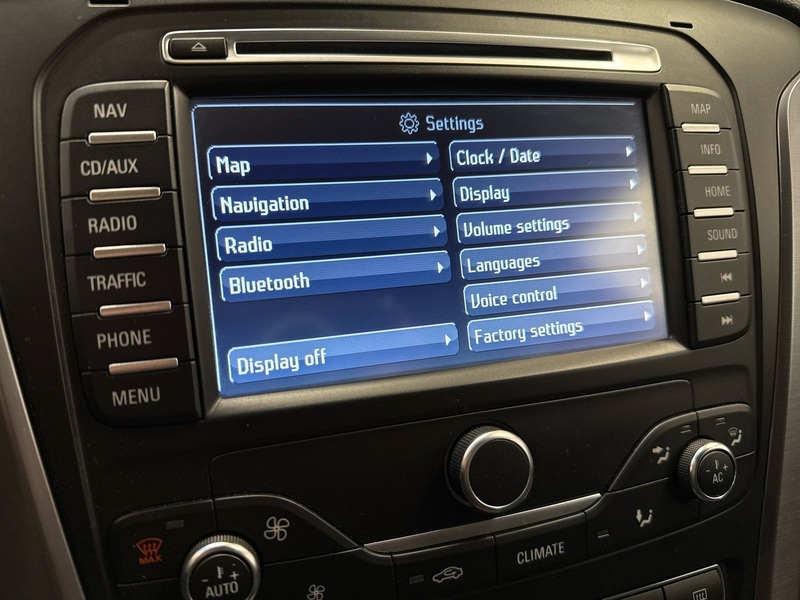 NAV
CD/AUX
RADIO
TRAFFIC
PHONE
MENU
Settings
Map
Navigation
Radio
Bluetooth
Display off
Clock / Date
Display
Volume settings
Languages
Voice control
Factory settings
MAP
INFO
HOME
SOUND
MAX
- +
AUTO
CLIMATE
- +
AC